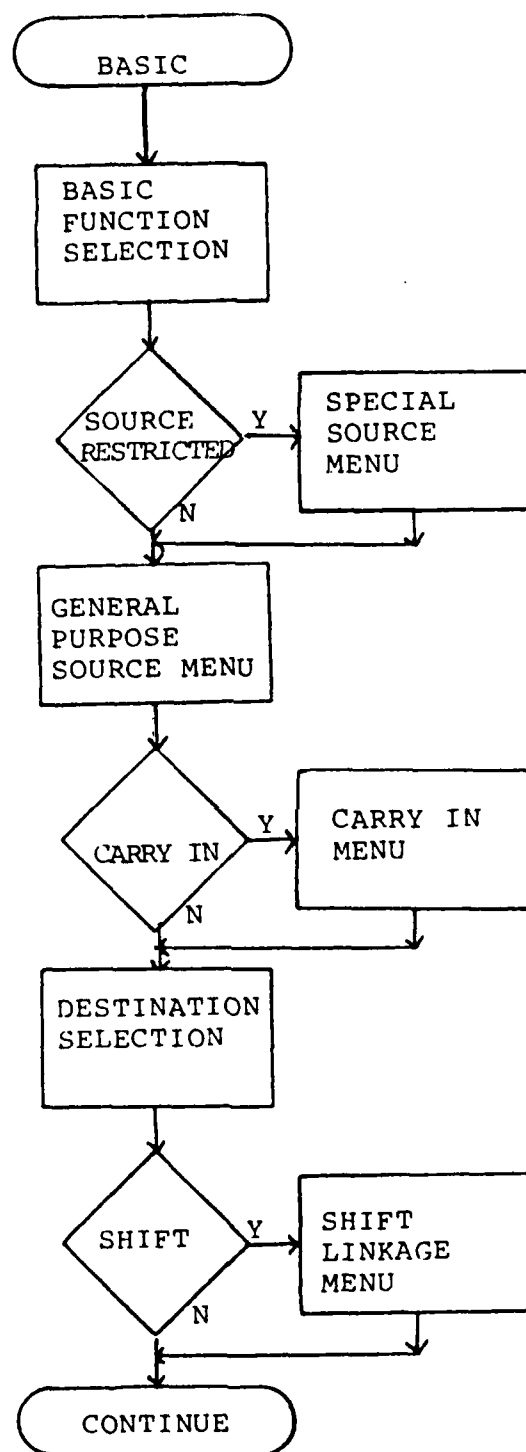 BASIC
BASIC
FUNCTION
SELECTION
SOURCE
RESTRICTED
Y
SPECIAL
SOURCE
MENU
N
GENERAL
PURPOSE
SOURCE MENU
CARRY IN
Y
CARRY IN
MENU
N
DESTINATION
SELECTION
SHIFT
Y
SHIFT
LINKAGE
MENU
N
CONTINUE